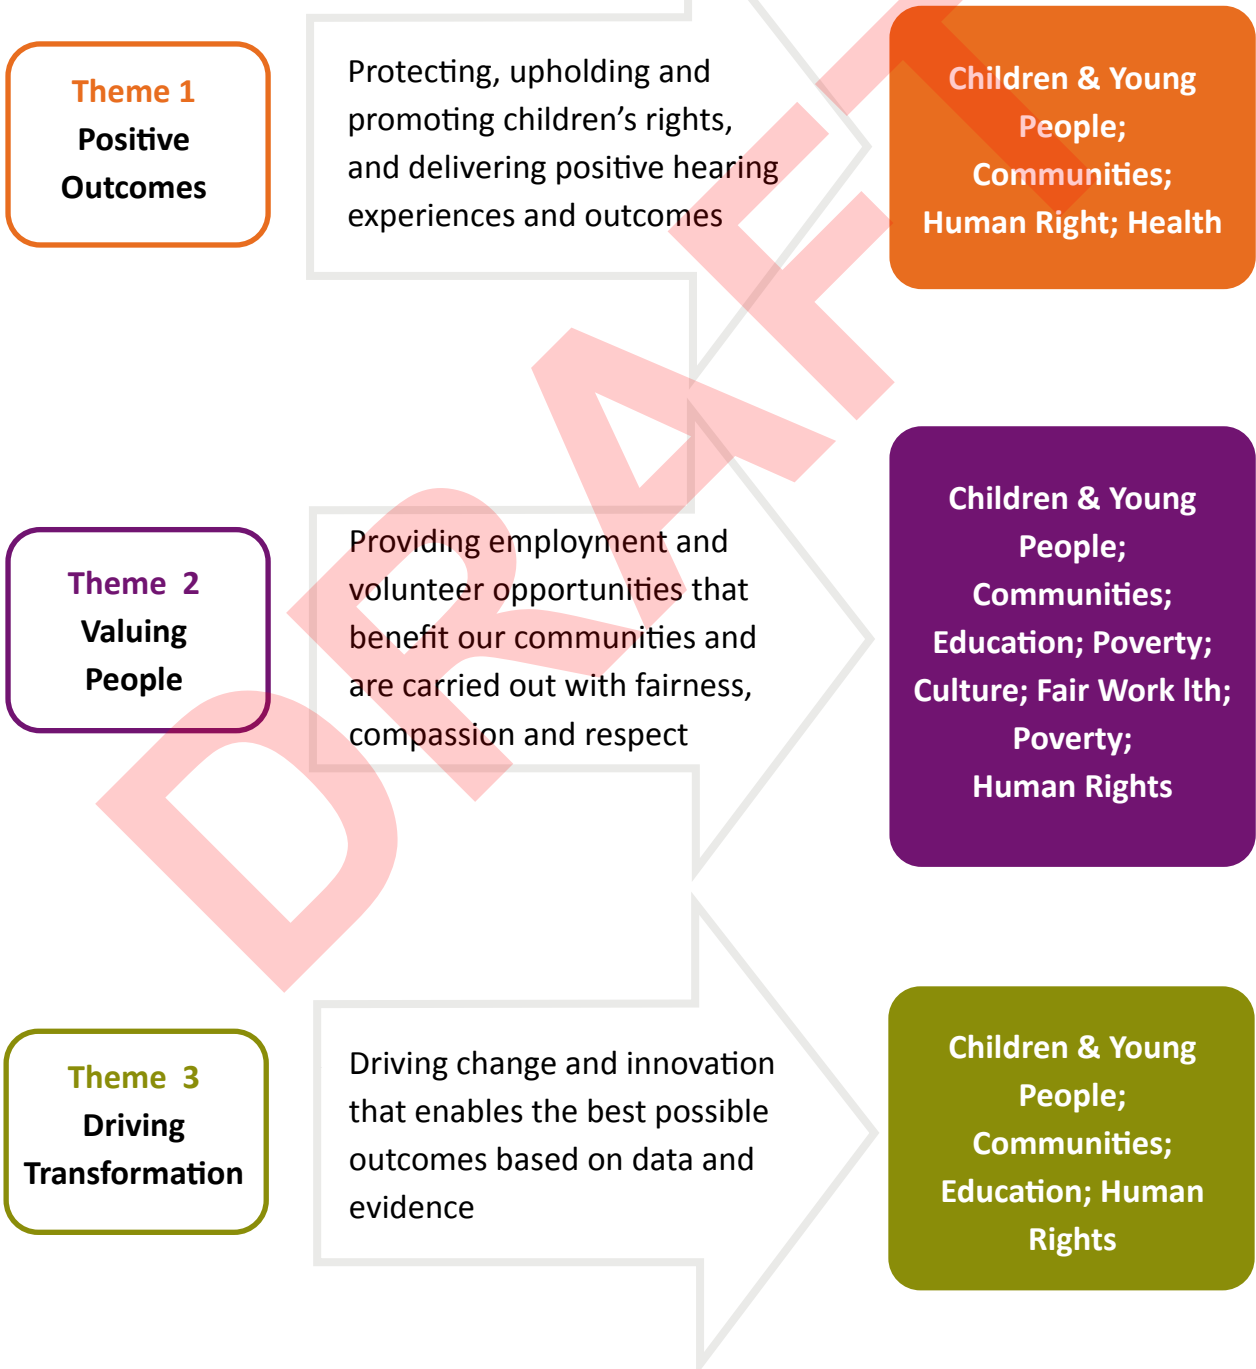 Theme 1
Positive
Outcomes
Protecting, upholding and
promoting children's rights,
and delivering positive hearing
experiences and outcomes
Children & Young
People;
Communities;
Human Right; Health
Theme 2
Valuing
People
Providing employment and
volunteer opportunities that
benefit our communities and
are carried out with fairness,
compassion and respect
Children & Young
People;
Communities;
Education; Poverty;
Culture; Fair Work lth;
Poverty;
Human Rights
Theme 3
Driving
Transformation
Driving change and innovation
that enables the best possible
outcomes based on data and
evidence
Children & Young
People;
Communities;
Education; Human
Rights
DRAFT